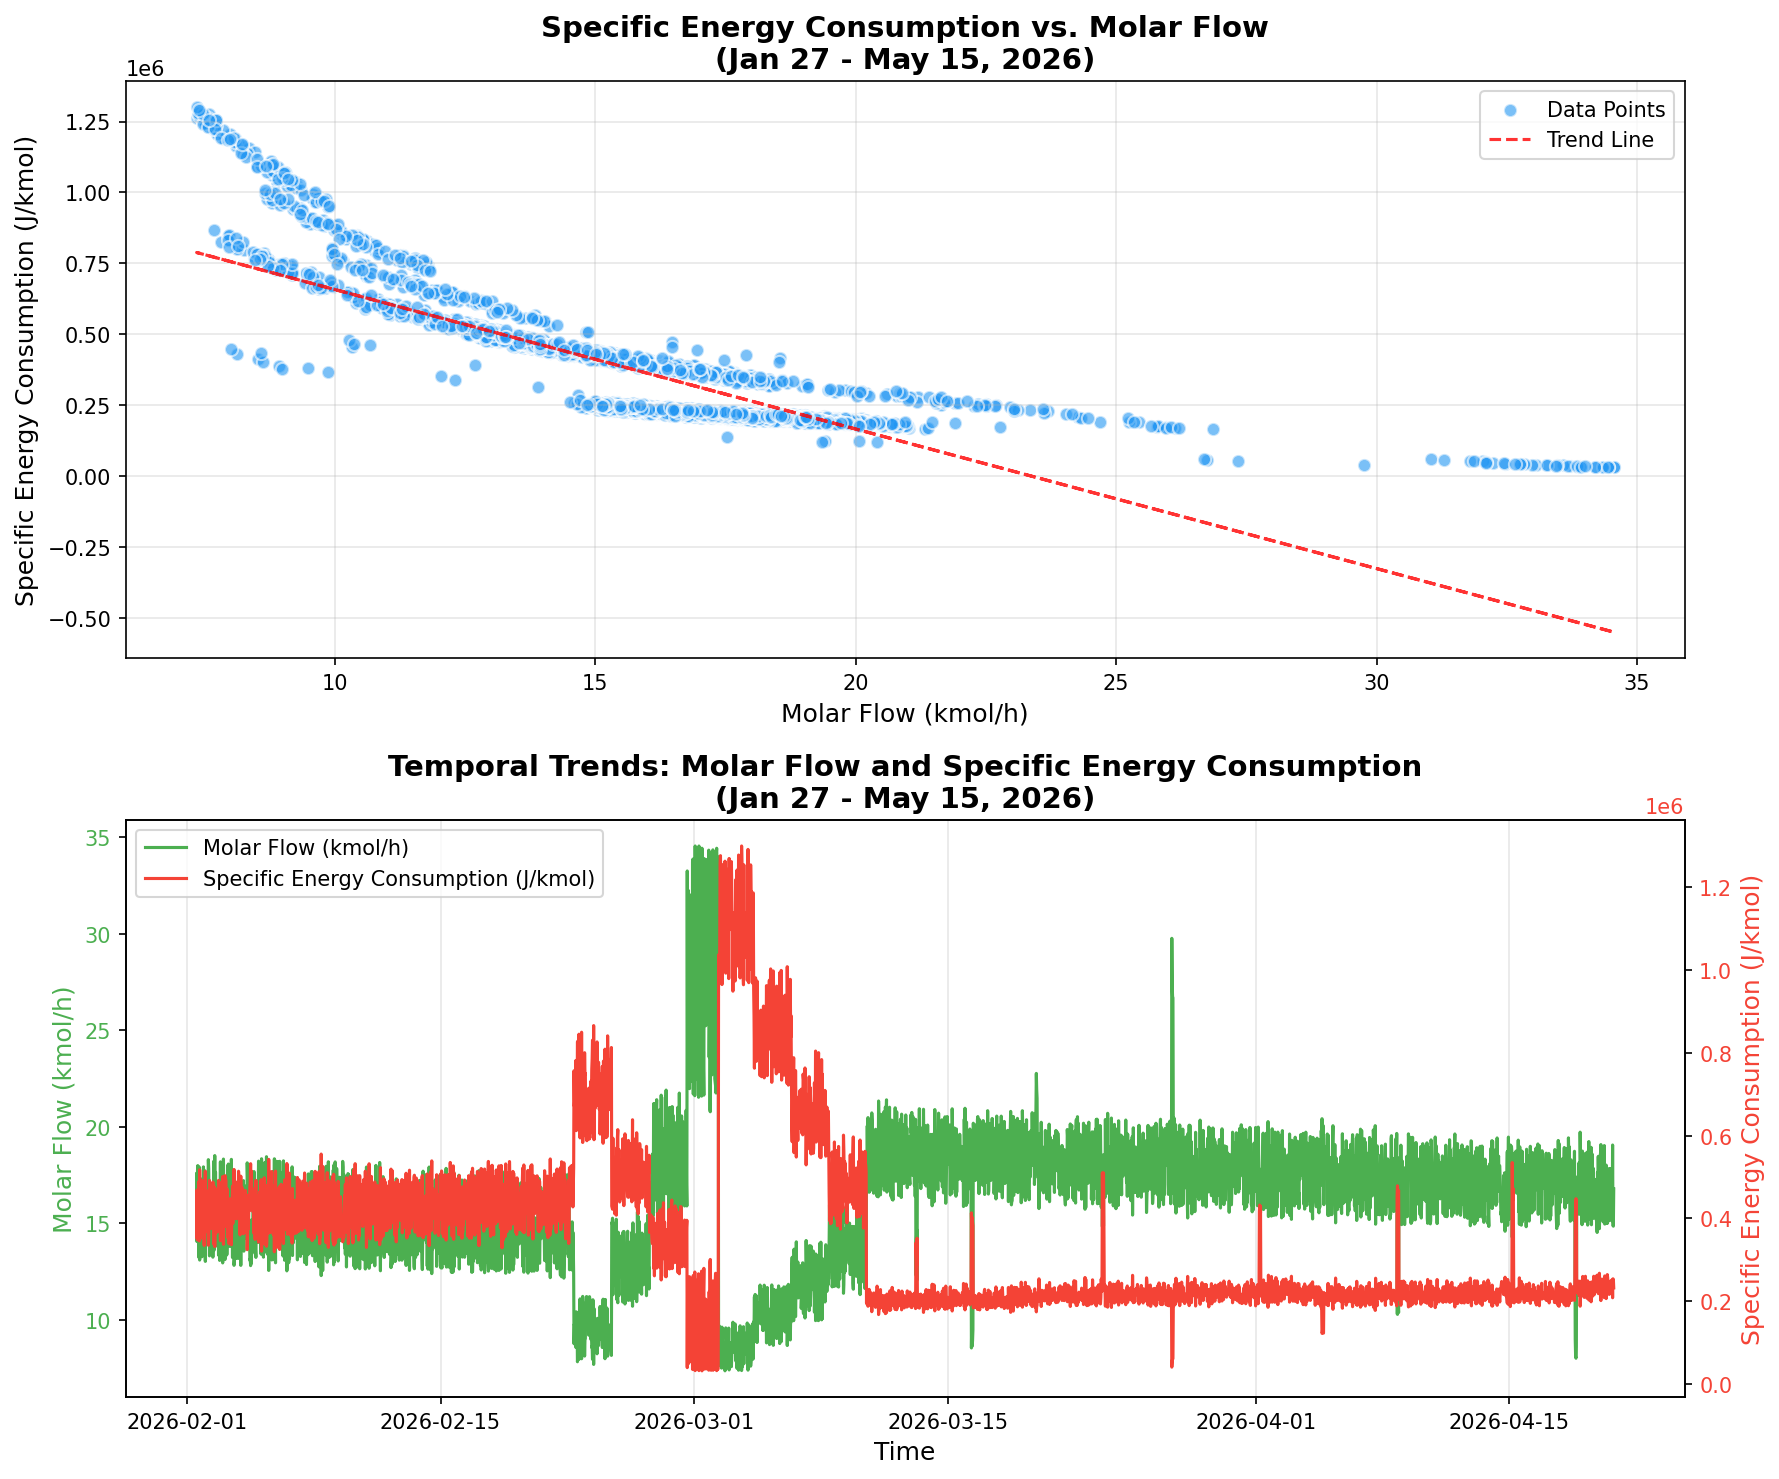 Specific Energy Consumption vs. Molar Flow
(Jan 27 - May 15, 2026)
1e6
Data Points
Trend Line
Specific Energy Consumption (J/kmol)
1.25
1.00
0.75
0.50
0.25
0.00
−0.25
−0.50
10 15 20 25 30 35
Molar Flow (kmol/h)
Temporal Trends: Molar Flow and Specific Energy Consumption
(Jan 27 - May 15, 2026)
1e6
Molar Flow (kmol/h)
Specific Energy Consumption (J/kmol)
Molar Flow (kmol/h)
35
30
25
20
15
10
1.2
1.0
0.8
0.6
0.4
0.2
0.0
Specific Energy Consumption (J/kmol)
2026-02-01 2026-02-15 2026-03-01 2026-03-15 2026-04-01 2026-04-15
Time